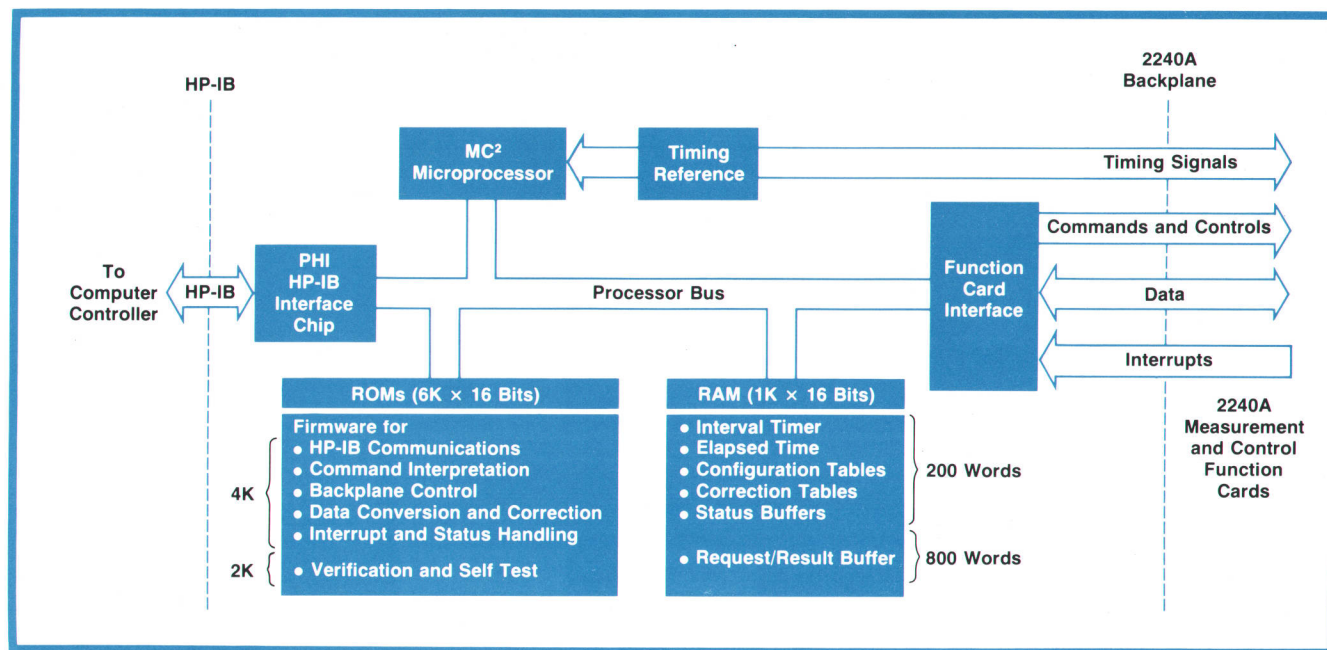 HP-IB
2240A
Backplane
MC² 
Microprocessor
Timing
Reference
Timing Signals
To
Computer
Controller
HP-IB
PHI
HP-IB
Interface
Chip
Processor Bus
Function
Card
Interface
Commands and Controls
Data
Interrupts
ROMs (6K × 16 Bits)
Firmware for
4K
• HP-IB Communications
• Command Interpretation
• Backplane Control
• Data Conversion and Correction
• Interrupt and Status Handling
2K
• Verification and Self Test
RAM (1K × 16 Bits)
• Interval Timer
• Elapsed Time
• Configuration Tables
• Correction Tables
• Status Buffers
200 Words
• Request/Result Buffer
800 Words
2240A
Measurement
and Control
Function
Cards